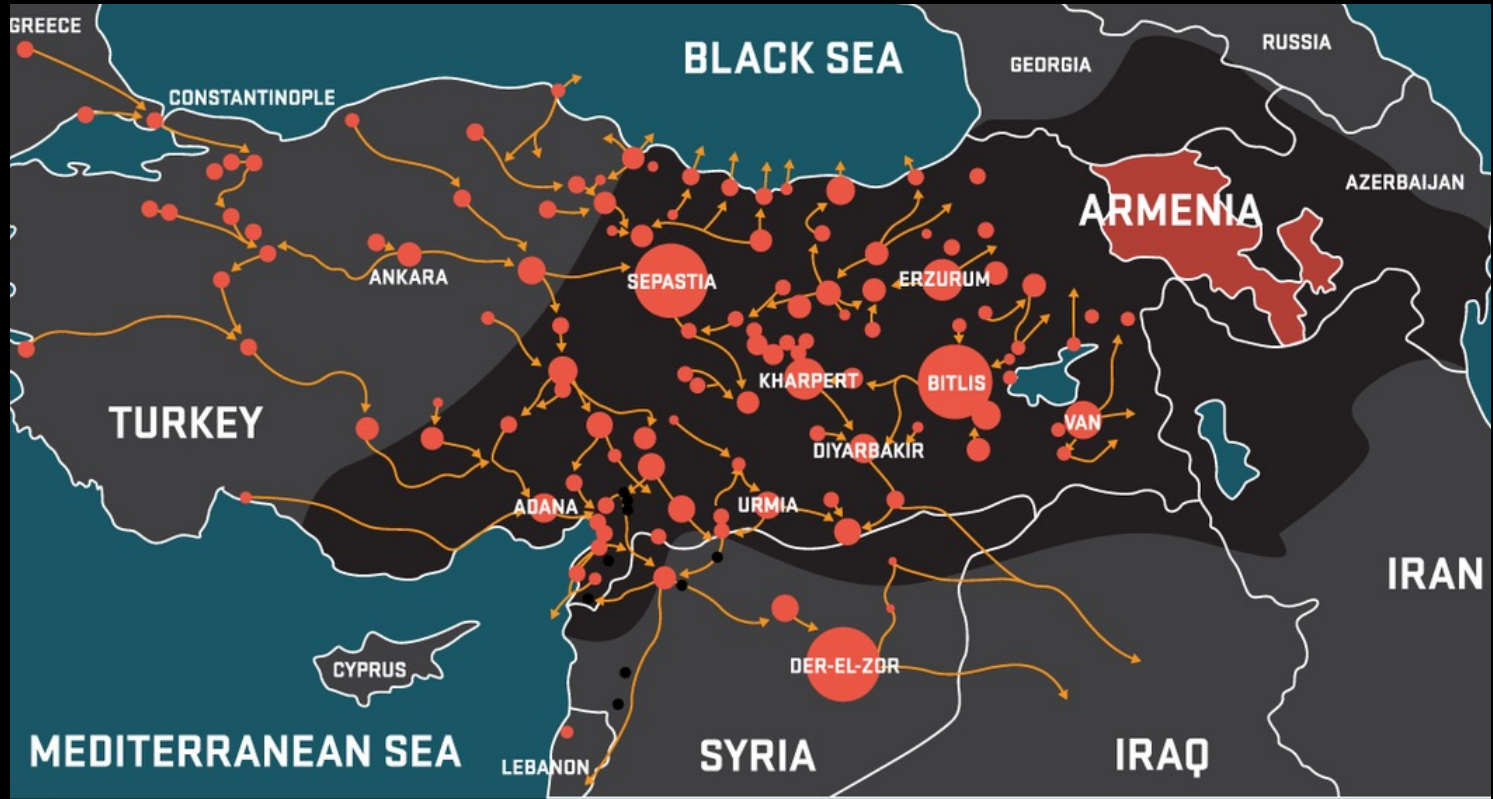 GREECE
BLACK SEA
RUSSIA
GEORGIA
CONSTANTINOPLE
AZERBAIJAN
ARMENIA
ANKARA
SEPASTIA
ERZURUM
KHARPERT
BITLIS
TURKEY
VAN
DIYARBAKIR
ADANA
URMIA
IRAN
CYPRUS
DER-EL-ZOR
MEDITERRANEAN SEA
LEBANON
SYRIA
IRAQ